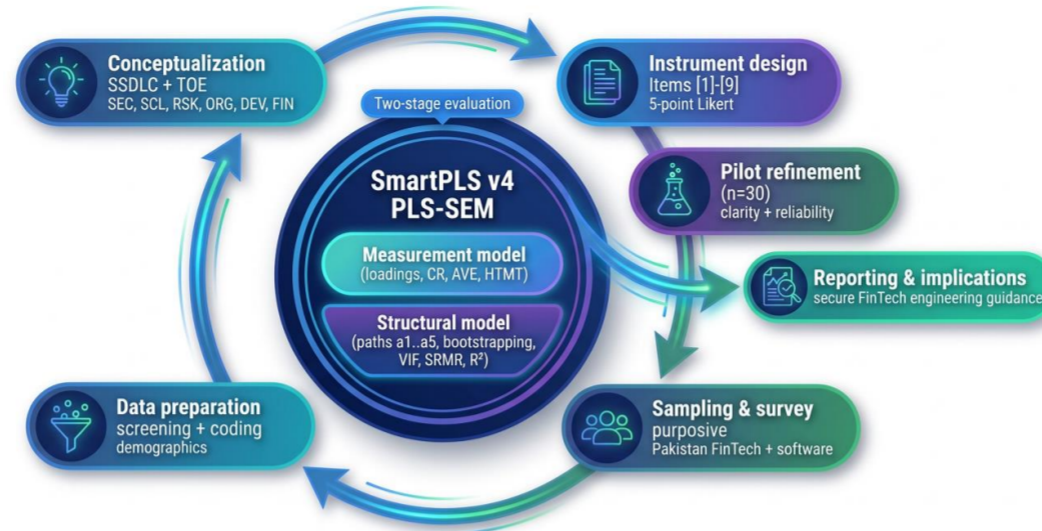 Conceptualization
SSDLC + TOE
SEC, SCL, RSK, ORG, DEV, FIN
Instrument design
Items [1]-[9]
5-point Likert
Two-stage evaluation
SmartPLS v4
PLS-SEM
Measurement model
(loadings, CR, AVE, HTMT)
Structural model
(paths a1..a5, bootstrapping,
VIF, SRMR, R²)
Pilot refinement
(n=30)
clarity + reliability
Reporting & implications
secure FinTech engineering guidance
Sampling & survey
purposive
Pakistan FinTech + software
Data preparation
screening + coding
demographics